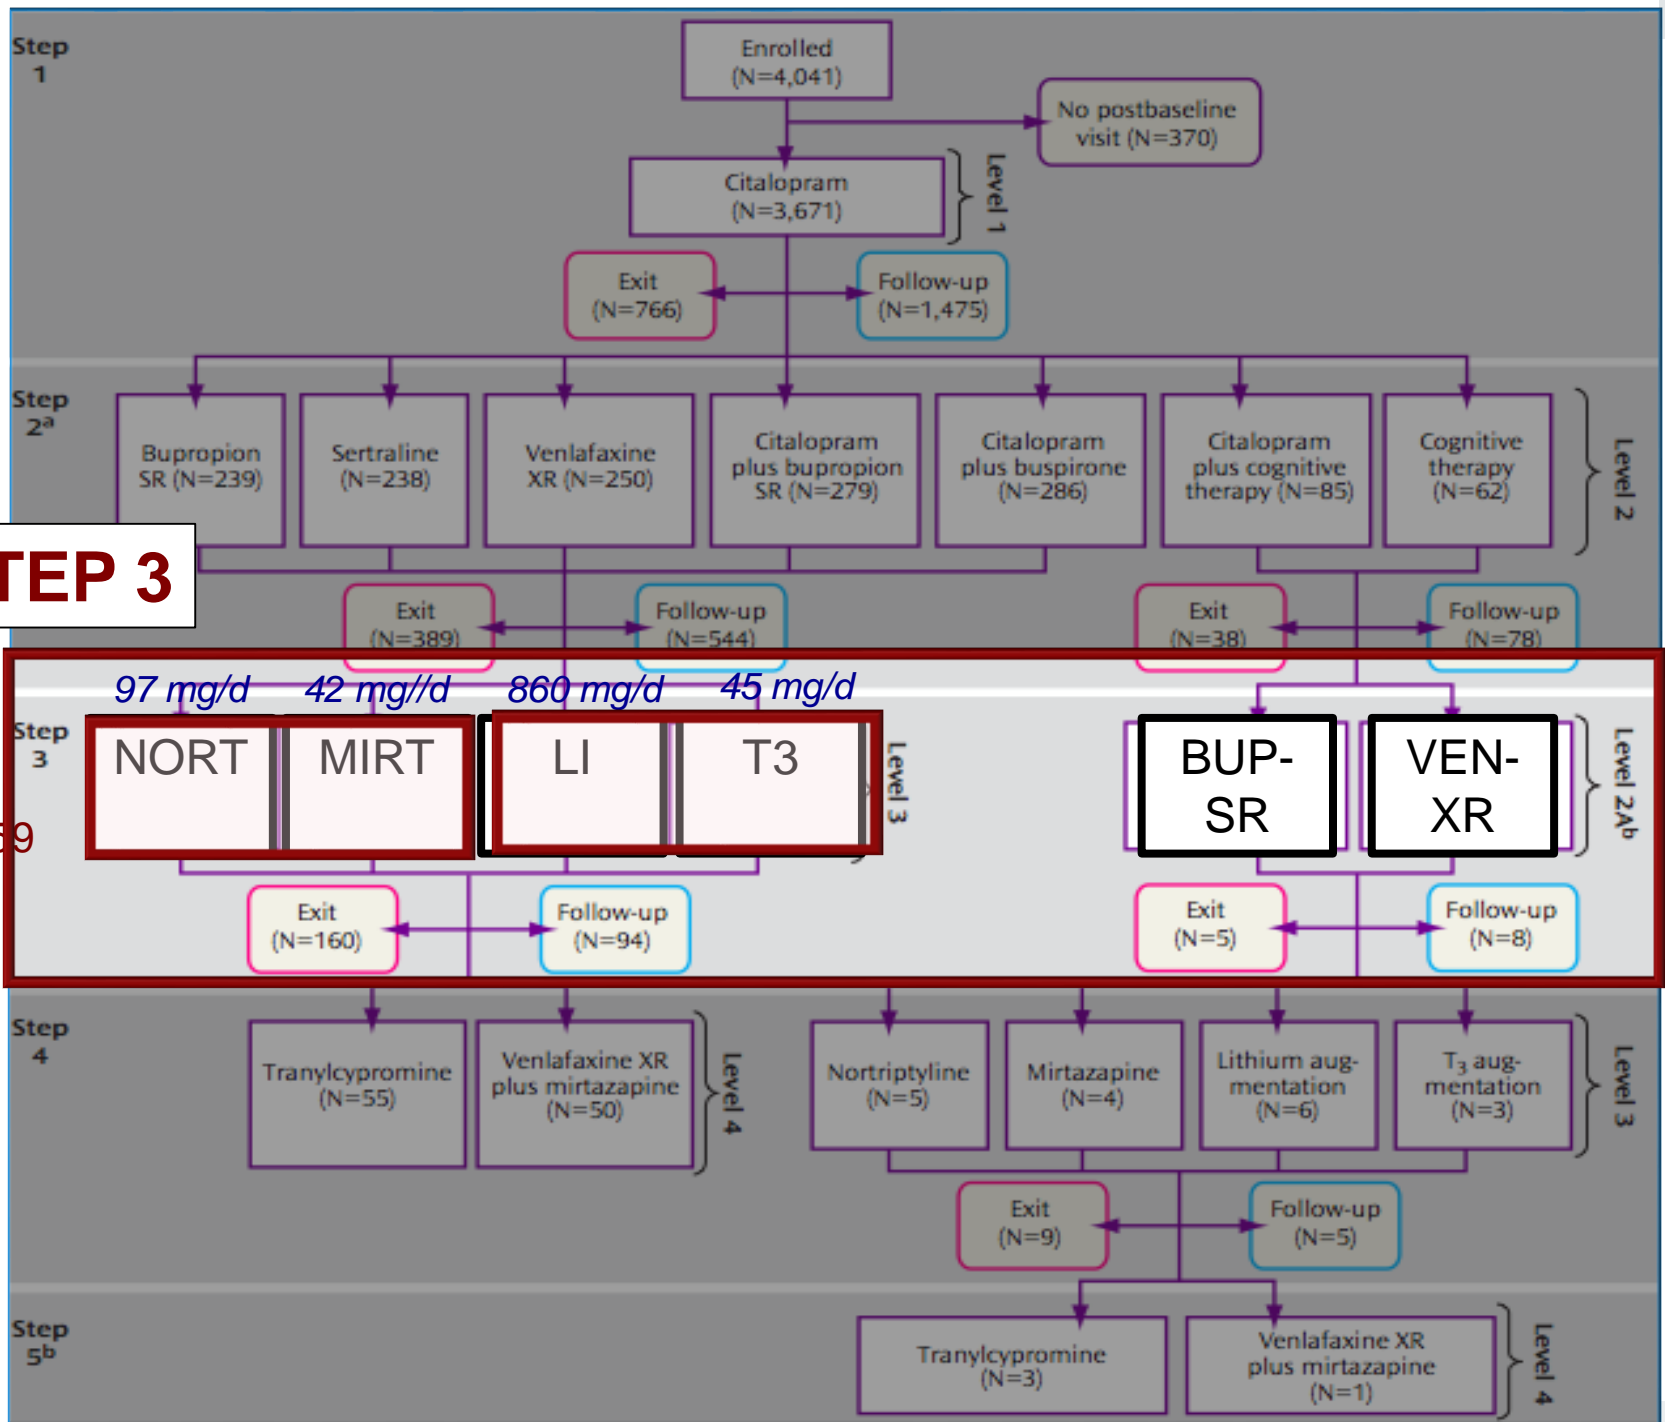 Step
1
Enrolled
(N=4,041)
No postbaseline
visit (N=370)
Citalopram
(N=3,671)
Level 1
Exit
(N=766)
Follow-up
(N=1,475)
Step
2ᵃ
Bupropion
SR (N=239)
Sertraline
(N=238)
Venlafaxine
XR (N=250)
Citalopram
plus bupropion
SR (N=279)
Citalopram
plus buspirone
(N=286)
Citalopram
plus cognitive
therapy (N=85)
Cognitive
therapy
(N=62)
Level 2
TEP 3
Exit
(N=389)
Follow-up
(N=544)
Exit
(N=38)
Follow-up
(N=78)
97 mg/d
42 mg//d
860 mg/d
45 mg/d
Step
3
NORT
MIRT
LI
T3
Level 3
BUP-
SR
VEN-
XR
Level 2Aᵇ
59
Exit
(N=160)
Follow-up
(N=94)
Exit
(N=5)
Follow-up
(N=8)
Step
4
Tranylcypromine
(N=55)
Venlafaxine XR
plus mirtazapine
(N=50)
Level 4
Nortriptyline
(N=5)
Mirtazapine
(N=4)
Lithium aug-
mentation
(N=6)
T₃ aug-
mentation
(N=3)
Level 3
Exit
(N=9)
Follow-up
(N=5)
Step
5ᵇ
Tranylcypromine
(N=3)
Venlafaxine XR
plus mirtazapine
(N=1)
Level 4